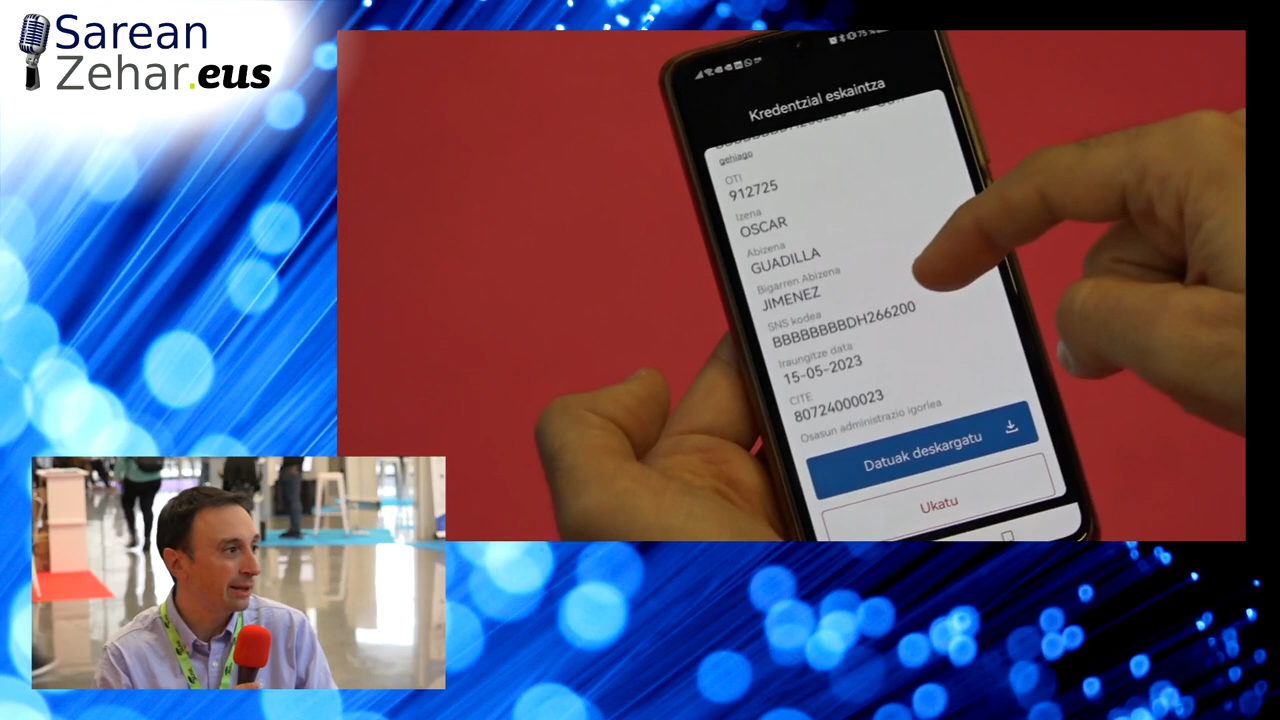 Sarean
Zehar.eus
Kredentzial eskaintza
gehiago
OTI
912725
Izena
OSCAR
Abizena
GUADILLA
Bigarren Abizena
JIMENEZ
SNS kodea
BBBBBBBBDH266200
Iraungitze data
15-05-2023
CITE
80724000023
Osasun administrazio igorlea
Datuak deskargatu
Ukatu